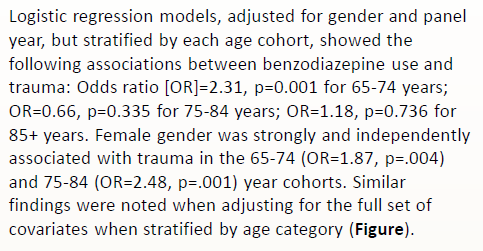 Logistic regression models, adjusted for gender and panel
year, but stratified by each age cohort, showed the
following associations between benzodiazepine use and
trauma: Odds ratio [OR]=2.31, p=0.001 for 65-74 years;
OR=0.66, p=0.335 for 75-84 years; OR=1.18, p=0.736 for
85+ years. Female gender was strongly and independently
associated with trauma in the 65-74 (OR=1.87, p=.004)
and 75-84 (OR=2.48, p=.001) year cohorts. Similar
findings were noted when adjusting for the full set of
covariates when stratified by age category (Figure).